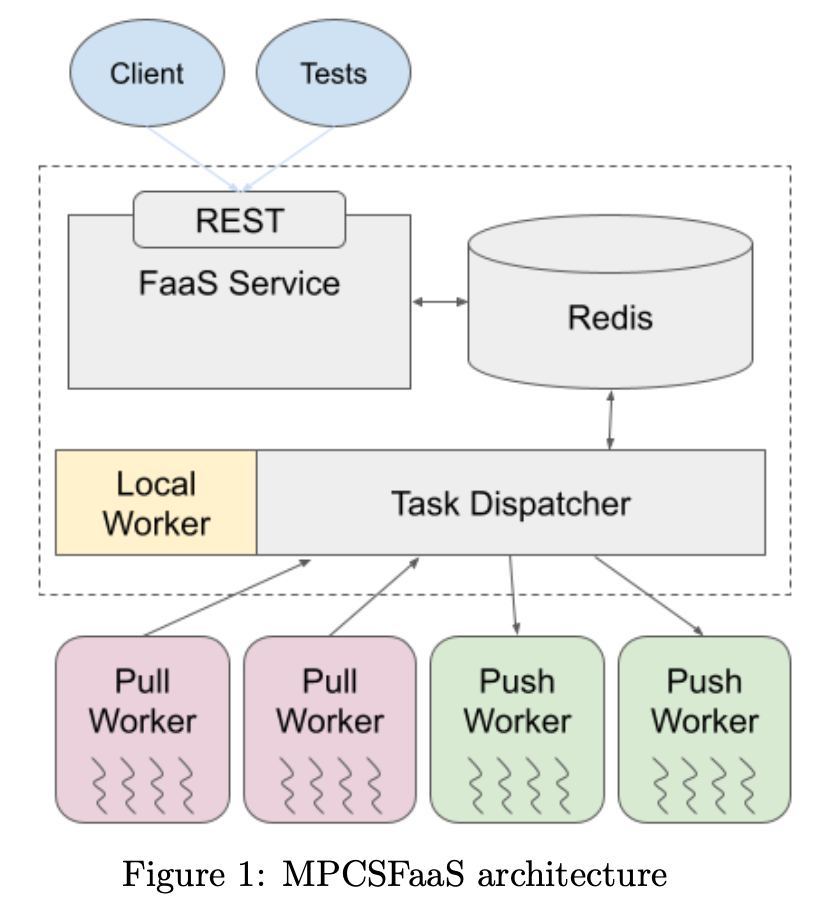 Client
Tests
REST
FaaS Service
Redis
Local
Worker
Task Dispatcher
Pull
Worker
Pull
Worker
Push
Worker
Push
Worker
Figure 1: MPCSFaaS architecture